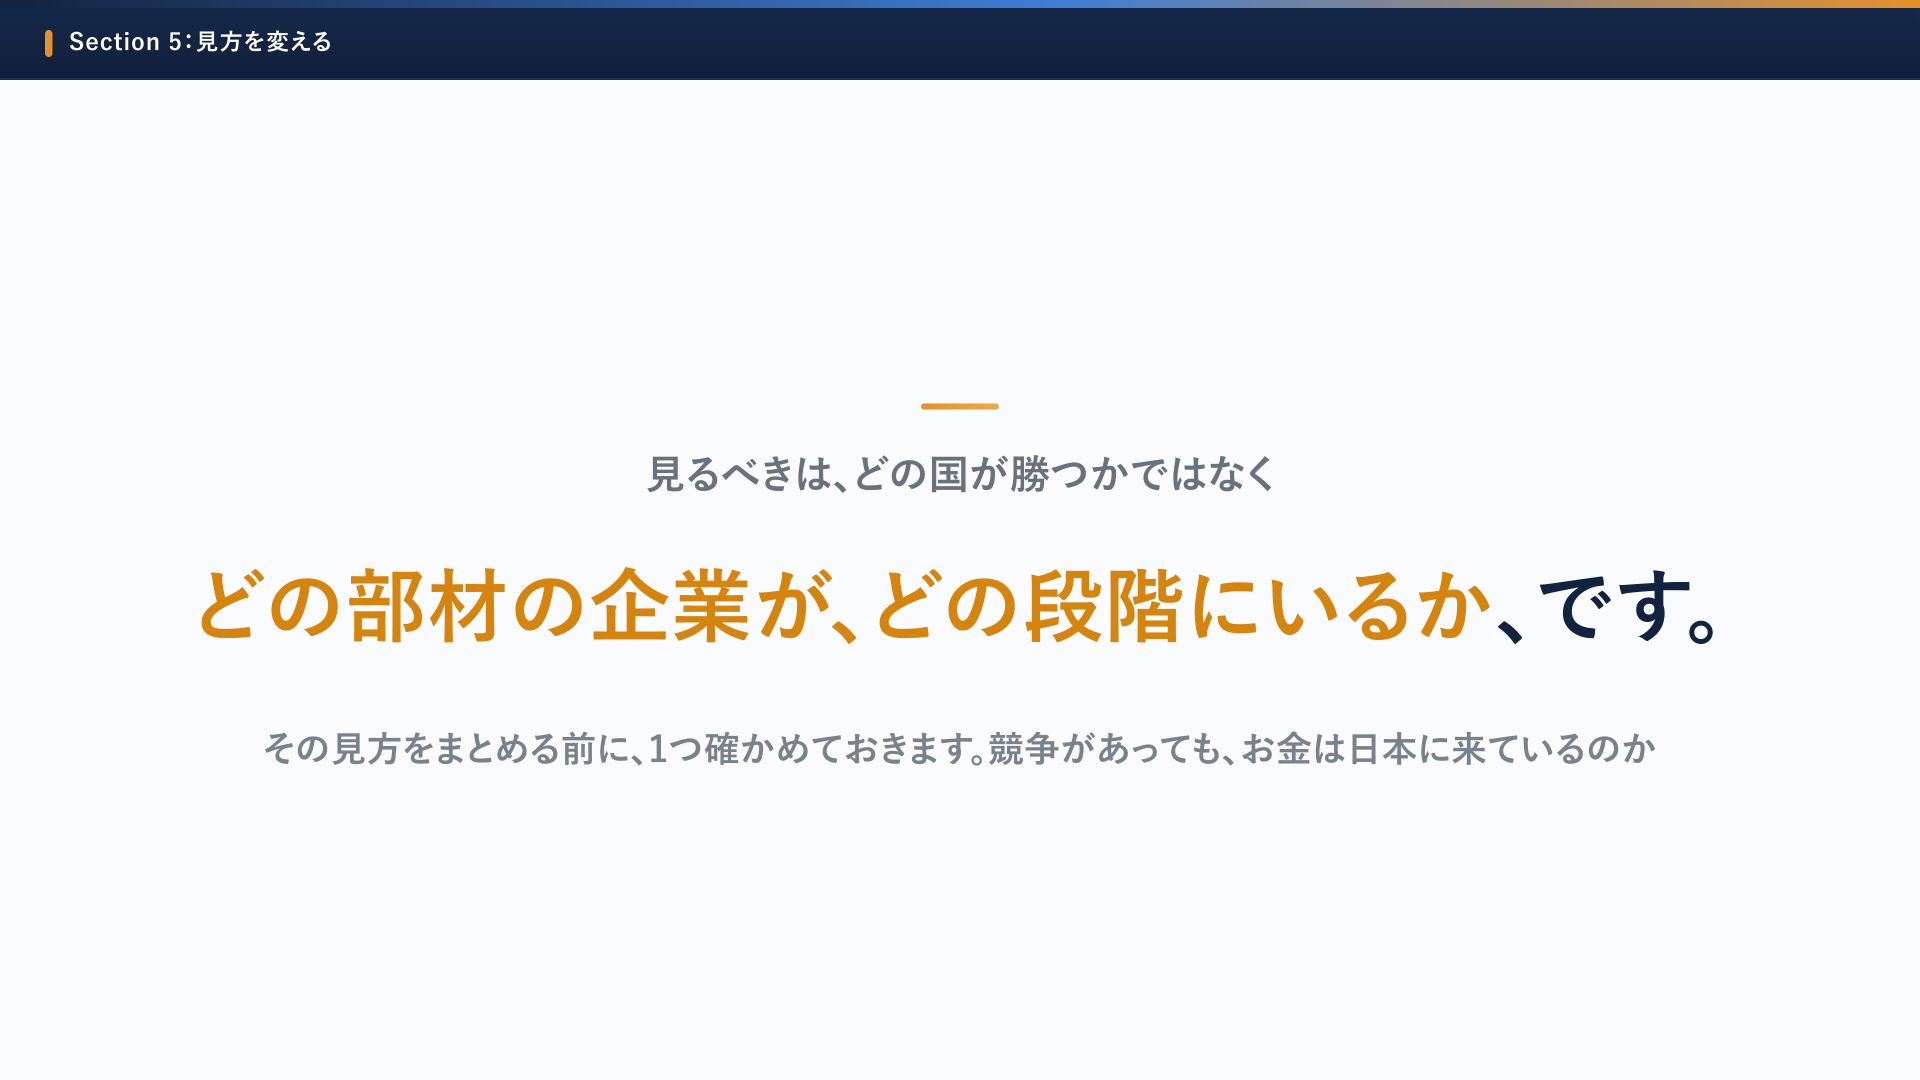 Section 5：見方を変える
見るべきは、どの国が勝つかではなく
どの部材の企業が、どの段階にいるか、です。
その見方をまとめる前に、1つ確かめておきます。競争があっても、お金は日本に来ているのか